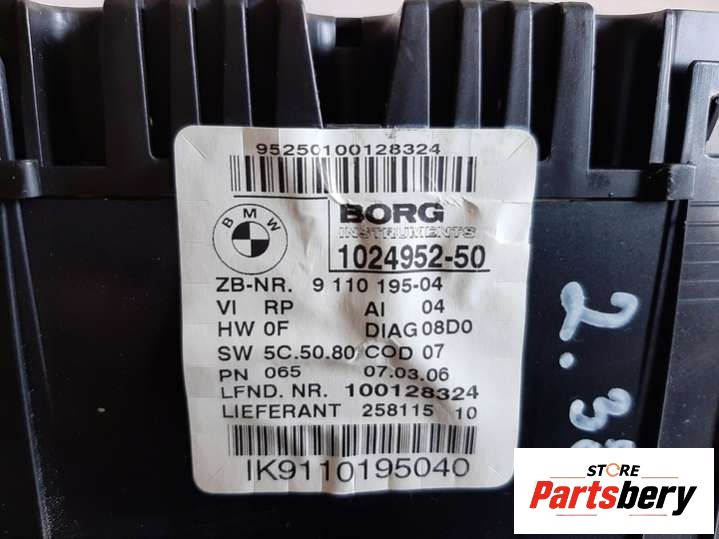 95250100128324
BMW
BORG
INSTRUMENTS
1024952-50
ZB-NR. 9 110 195-04
VI RP AI 04
HW 0F DIAG 08D0
SW 5C.50.80 COD 07
PN 065 07.03.06
LFND. NR. 100128324
LIEFERANT 258115 10
IK9110195040
STORE
Partsbery